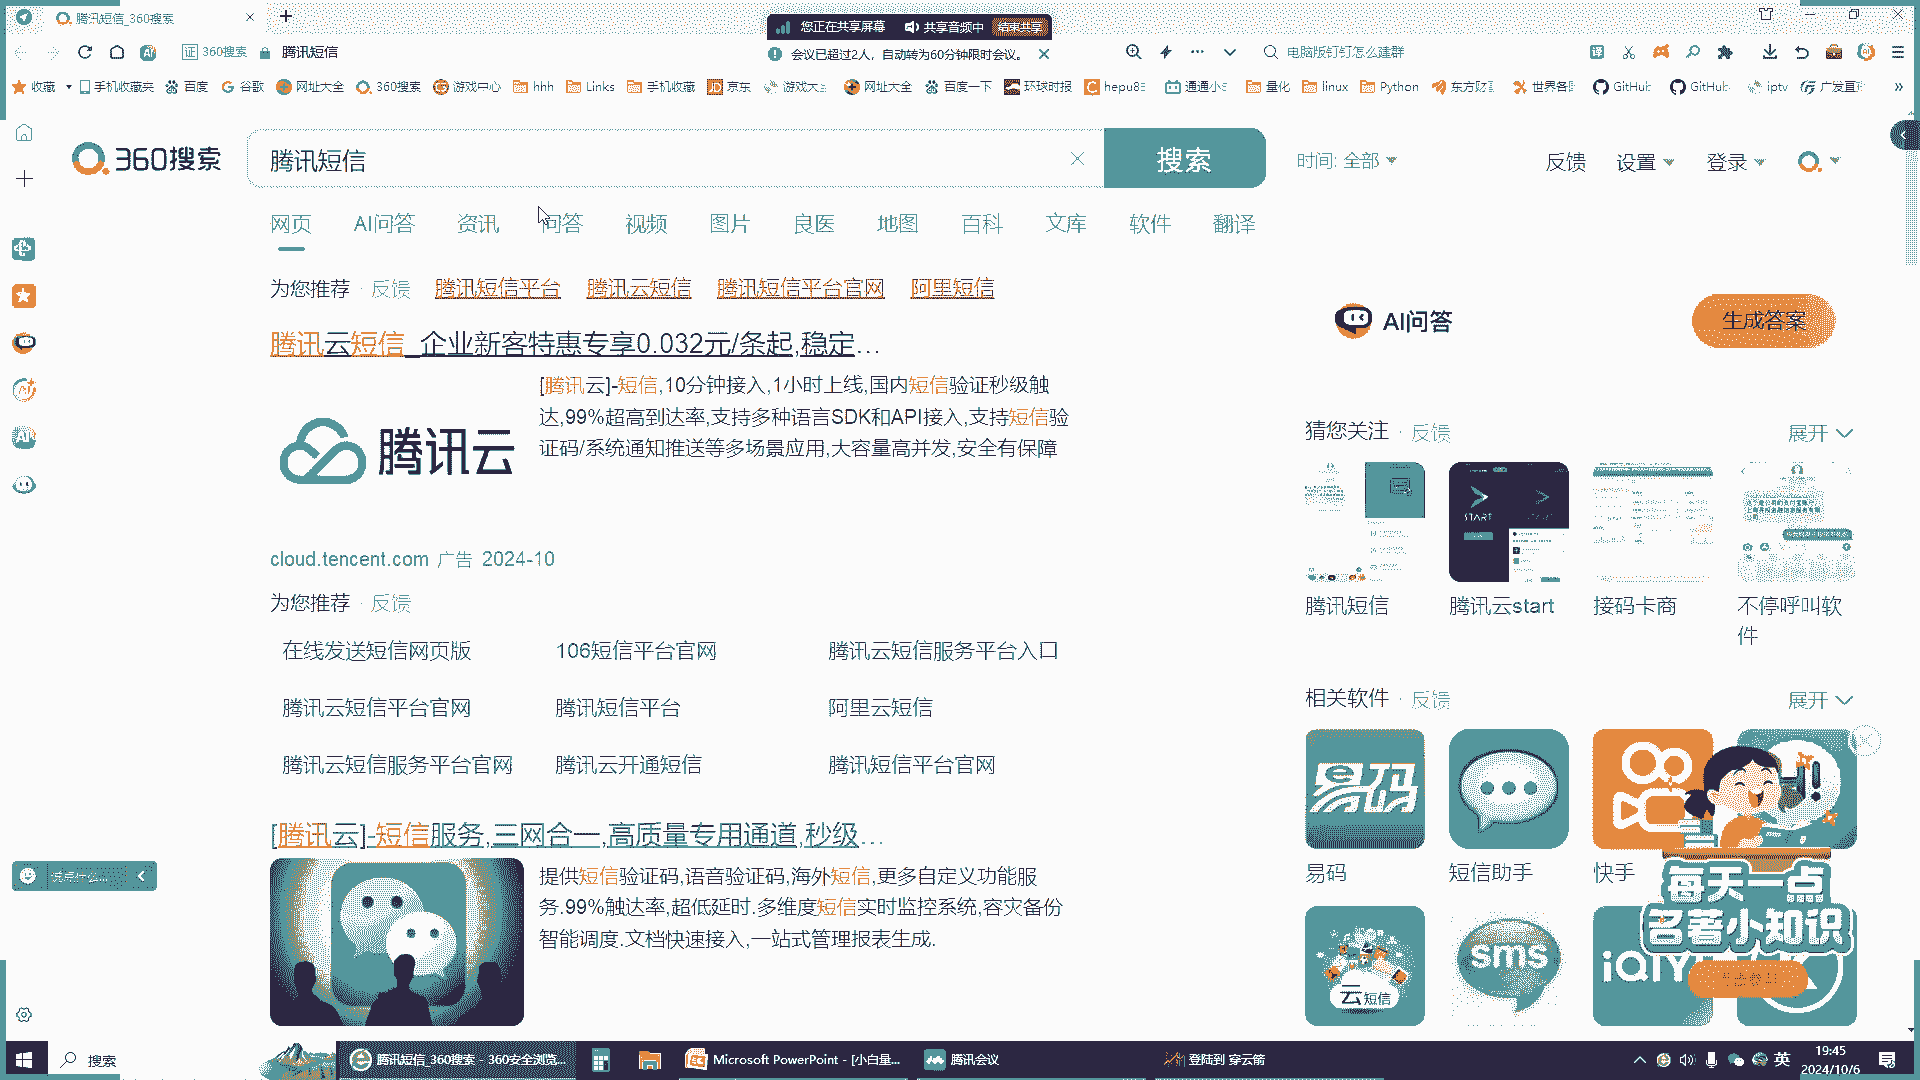 腾讯短信_360搜索
您正在共享屏幕
共享音频中
结束共享
证 360搜索
腾讯短信
会议已超过2人，自动转为60分钟限时会议。
电脑版钉钉怎么建群
收藏
手机收藏夹
百度
谷歌
网址大全
360搜索
游戏中心
hhh
Links
手机收藏
京东
游戏大
网址大全
百度一下
环球时报
hepu8
通通小
量化
linux
Python
东方财
世界各
GitHub
GitHub
iptv
广发直
360搜索
腾讯短信
搜索
时间: 全部
反馈
设置
登录
网页
AI问答
资讯
问答
视频
图片
良医
地图
百科
文库
软件
翻译
为您推荐 · 反馈
腾讯短信平台
腾讯云短信
腾讯短信平台官网
阿里短信
腾讯云短信_企业新客特惠专享0.032元/条起,稳定...
[腾讯云]-短信,10分钟接入,1小时上线,国内短信验证秒级触
达,99%超高到达率,支持多种语言SDK和API接入,支持短信验
证码/系统通知推送等多场景应用,大容量高并发,安全有保障
腾讯云
cloud.tencent.com 广告 2024-10
为您推荐 · 反馈
在线发送短信网页版
106短信平台官网
腾讯云短信服务平台入口
腾讯云短信平台官网
腾讯短信平台
阿里云短信
腾讯云短信服务平台官网
腾讯云开通短信
腾讯短信平台官网
[腾讯云]-短信服务,三网合一,高质量专用通道,秒级...
提供短信验证码,语音验证码,海外短信,更多自定义功能服
务.99%触达率,超低延时.多维度短信实时监控系统,容灾备份
智能调度.文档快速接入,一站式管理报表生成.
AI问答
生成答案
猜您关注 · 反馈
展开
START
腾讯短信
腾讯云start
接码卡商
不停呼叫软
件
相关软件 · 反馈
展开
易码
易码
短信助手
快手
云短信
sms
iQIYI
每天一点
名著小知识
说点什么...
搜索
腾讯短信_360搜索 - 360安全浏览...
Microsoft PowerPoint - [小白量...
腾讯会议
登陆到 穿云箭
英
19:45
2024/10/6